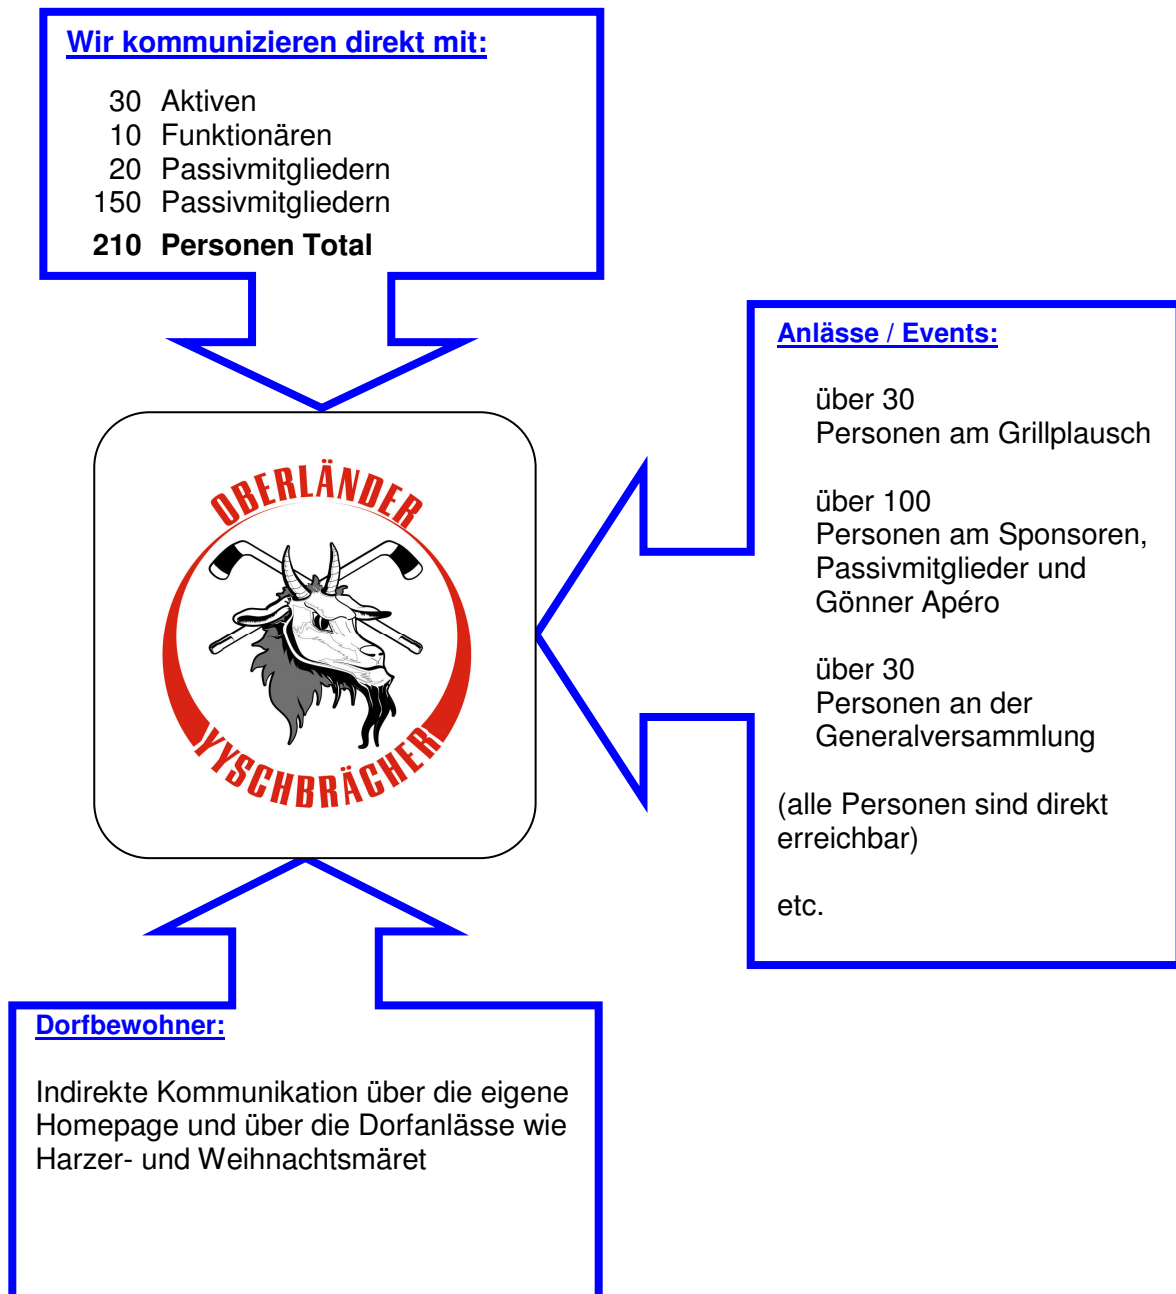 Wir kommunizieren direkt mit:
30 Aktiven
10 Funktionären
20 Passivmitgliedern
150 Passivmitgliedern
210 Personen Total
Anlässe / Events:
über 30
Personen am Grillplausch
über 100
Personen am Sponsoren,
Passivmitglieder und
Gönner Apéro
über 30
Personen an der
Generalversammlung
(alle Personen sind direkt
erreichbar)
etc.
OBERLÄNDER
YYSCHBRÄCHER
Dorfbewohner:
Indirekte Kommunikation über die eigene
Homepage und über die Dorfanlässe wie
Harzer- und Weihnachtsmäret